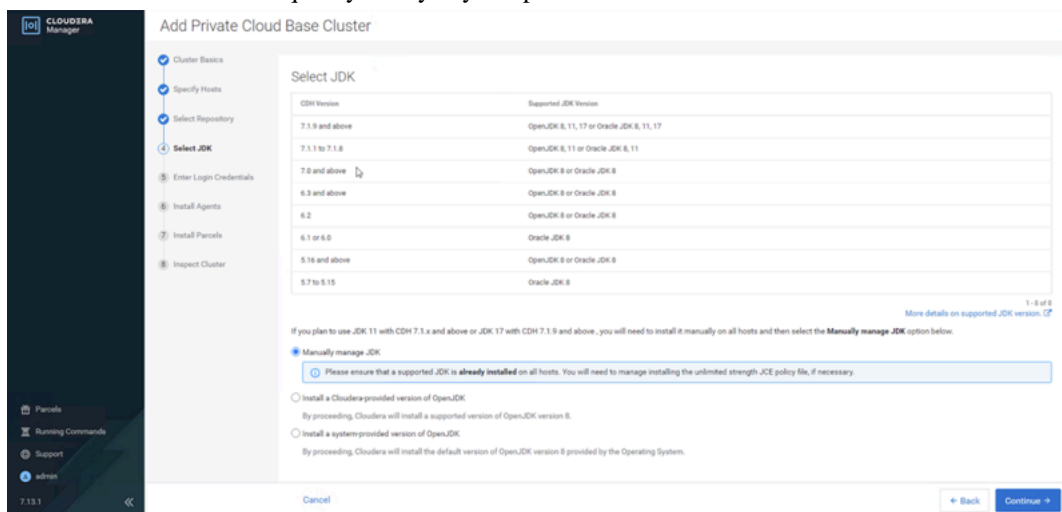 CLOUDERA
Manager
Add Private Cloud Base Cluster
Cluster Basics
Specify Hosts
Select Repository
4 Select JDK
5 Enter Login Credentials
6 Install Agents
7 Install Parcels
8 Inspect Cluster
Select JDK
CDH Version Supported JDK Version
7.1.9 and above OpenJDK 8, 11, 17 or Oracle JDK 8, 11, 17
7.1.1 to 7.1.8 OpenJDK 8, 11 or Oracle JDK 8, 11
7.0 and above OpenJDK 8 or Oracle JDK 8
6.3 and above OpenJDK 8 or Oracle JDK 8
6.2 OpenJDK 8 or Oracle JDK 8
6.1 or 6.0 Oracle JDK 8
5.16 and above OpenJDK 8 or Oracle JDK 8
5.7 to 5.15 Oracle JDK 8
1 - 8 of 8
More details on supported JDK version.
If you plan to use JDK 11 with CDH 7.1.x and above or JDK 17 with CDH 7.1.9 and above , you will need to install it manually on all hosts and then select the Manually manage JDK option below.
Manually manage JDK
Please ensure that a supported JDK is already installed on all hosts. You will need to manage installing the unlimited strength JCE policy file, if necessary.
Install a Cloudera-provided version of OpenJDK
By proceeding, Cloudera will install a supported version of OpenJDK version 8.
Install a system-provided version of OpenJDK
By proceeding, Cloudera will install the default version of OpenJDK version 8 provided by the Operating System.
Parcels
Running Commands
Support
admin
7.13.1
Cancel
Back
Continue